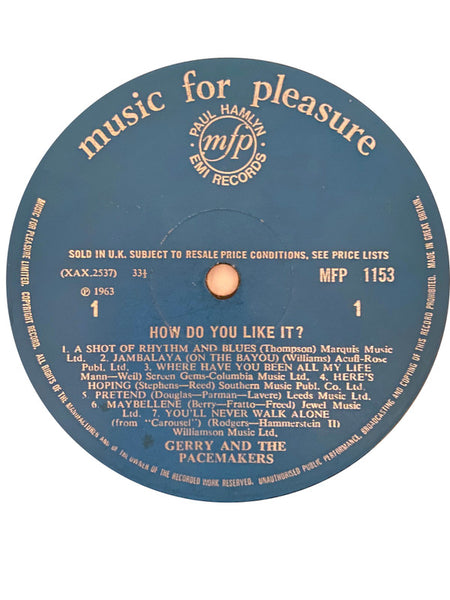 music for pleasure
PAUL HAMLYN
mfp
EMI RECORDS
SOLD IN U.K. SUBJECT TO RESALE PRICE CONDITIONS, SEE PRICE LISTS
(XAX.2537) 33⅓ MFP 1153
℗ 1963
1 1
HOW DO YOU LIKE IT?
1. A SHOT OF RHYTHM AND BLUES (Thompson) Marquis Music
Ltd. 2. JAMBALAYA (ON THE BAYOU) (Williams) Acuff-Rose
Publ. Ltd. 3. WHERE HAVE YOU BEEN ALL MY LIFE
Mann—Weil) Screen Gems-Columbia Music Ltd. 4. HERE'S
HOPING (Stephens—Reed) Southern Music Publ. Co. Ltd.
5. PRETEND (Douglas—Parman—Lavere) Leeds Music Ltd.
6. MAYBELLENE (Berry—Fratto—Freed) Jewel Music
Ltd. 7. YOU'LL NEVER WALK ALONE
(from "Carousel") (Rodgers—Hammerstein II)
Williamson Music Ltd.
GERRY AND THE
PACEMAKERS
MUSIC FOR PLEASURE LIMITED. COPYRIGHT RECORD. ALL RIGHTS OF THE MANUFACTURER AND OF THE OWNER OF THE RECORDED WORK RESERVED. UNAUTHORISED PUBLIC PERFORMANCE, BROADCASTING AND COPYING OF THIS RECORD PROHIBITED. MADE IN GREAT BRITAIN.